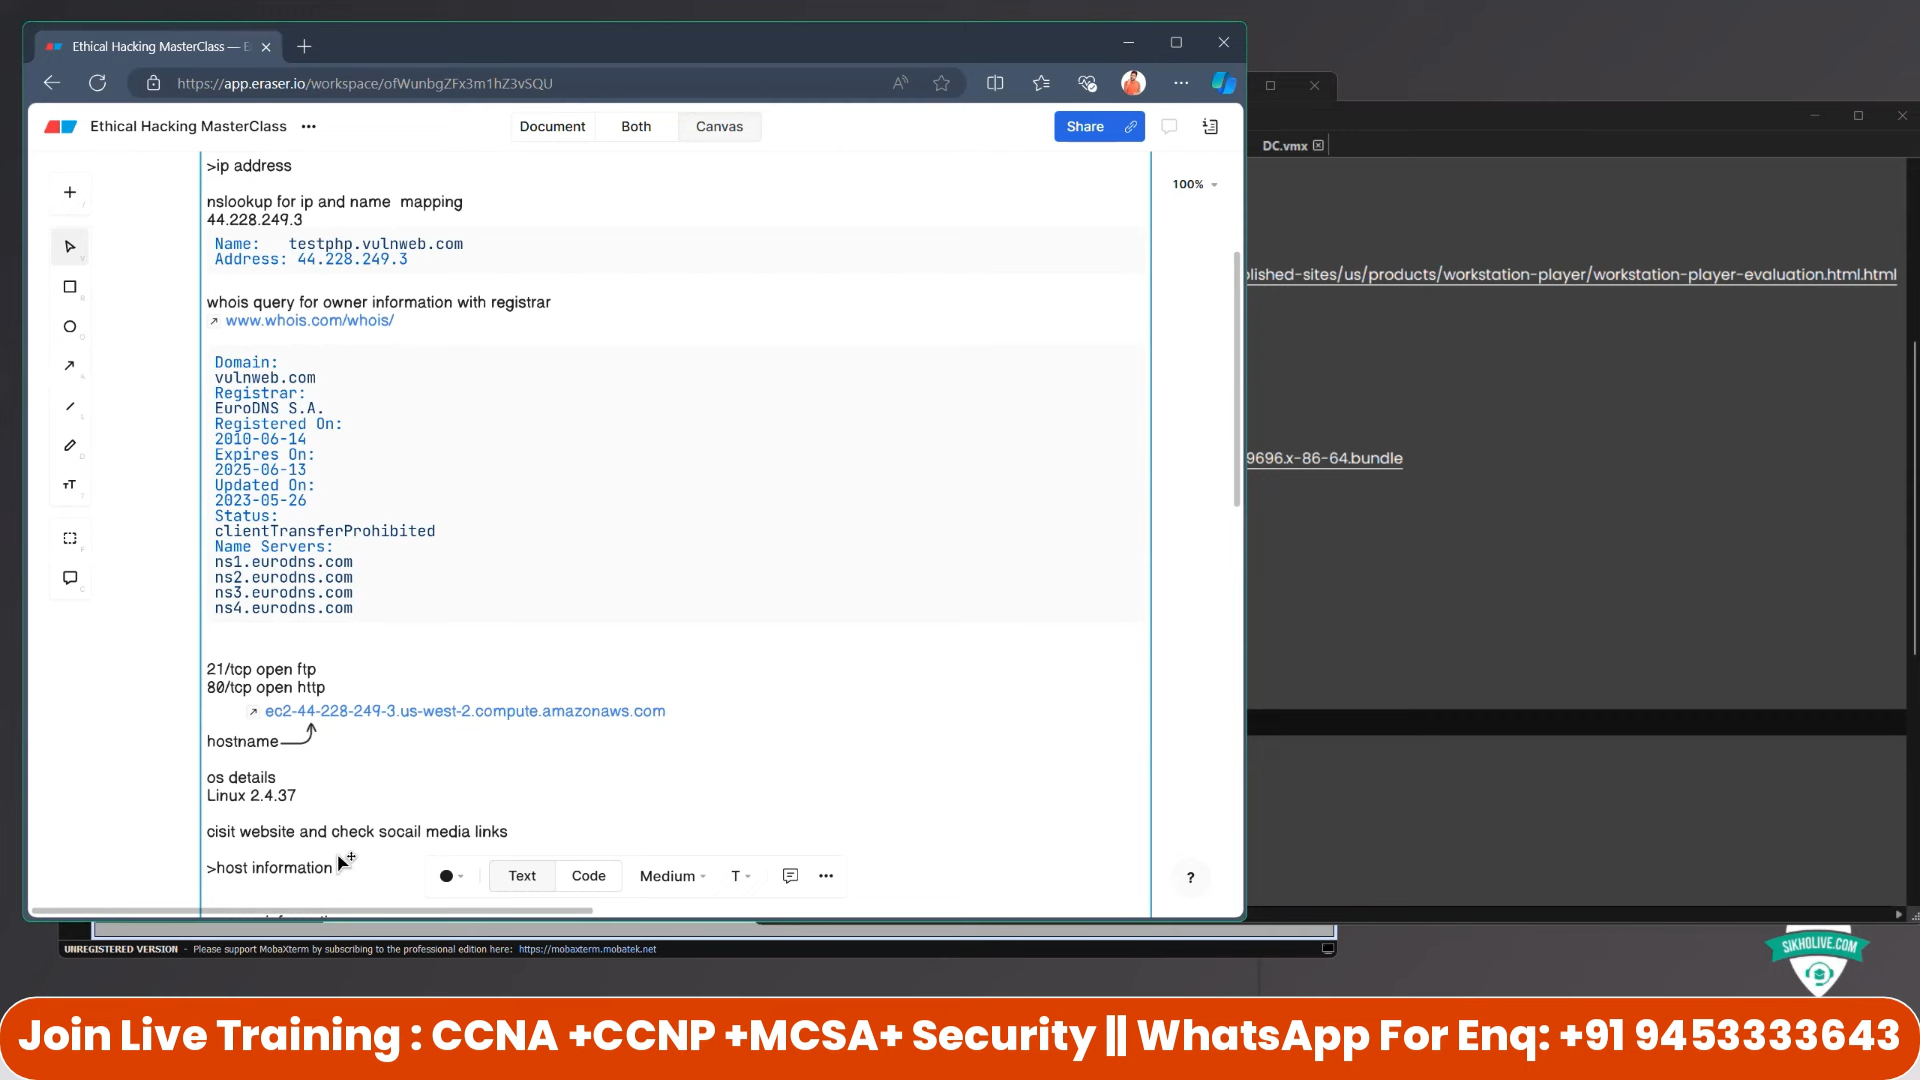 Ethical Hacking MasterClass — E
https://app.eraser.io/workspace/ofWunbgZFx3m1hZ3vSQU
Ethical Hacking MasterClass
Document
Both
Canvas
Share
100%
DC.vmx
>ip address
nslookup for ip and name mapping
44.228.249.3
Name: testphp.vulnweb.com
Address: 44.228.249.3
whois query for owner information with registrar
www.whois.com/whois/
Domain:
vulnweb.com
Registrar:
EuroDNS S.A.
Registered On:
2010-06-14
Expires On:
2025-06-13
Updated On:
2023-05-26
Status:
clientTransferProhibited
Name Servers:
ns1.eurodns.com
ns2.eurodns.com
ns3.eurodns.com
ns4.eurodns.com
21/tcp open ftp
80/tcp open http
ec2-44-228-249-3.us-west-2.compute.amazonaws.com
hostname
os details
Linux 2.4.37
cisit website and check socail media links
>host information
Text
Code
Medium
T
?
lished-sites/us/products/workstation-player/workstation-player-evaluation.html.html
9696.x-86-64.bundle
UNREGISTERED VERSION - Please support MobaXterm by subscribing to the professional edition here: https://mobaxterm.mobatek.net
SIKHOLIVE.COM
Join Live Training : CCNA +CCNP +MCSA+ Security || WhatsApp For Enq: +91 9453333643